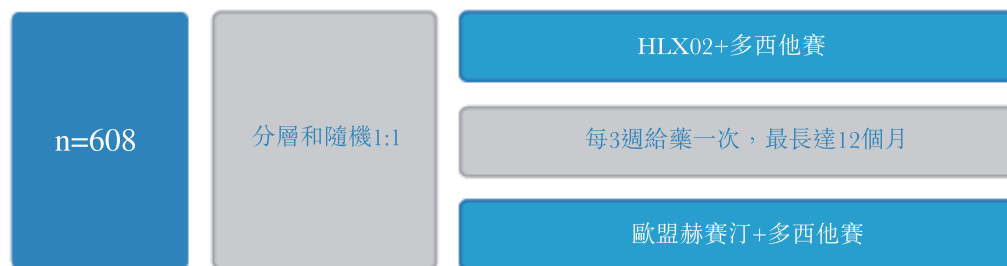 n=608
分層和隨機1:1
HLX02+多西他賽
每3週給藥一次，最長達12個月
歐盟赫賽汀+多西他賽